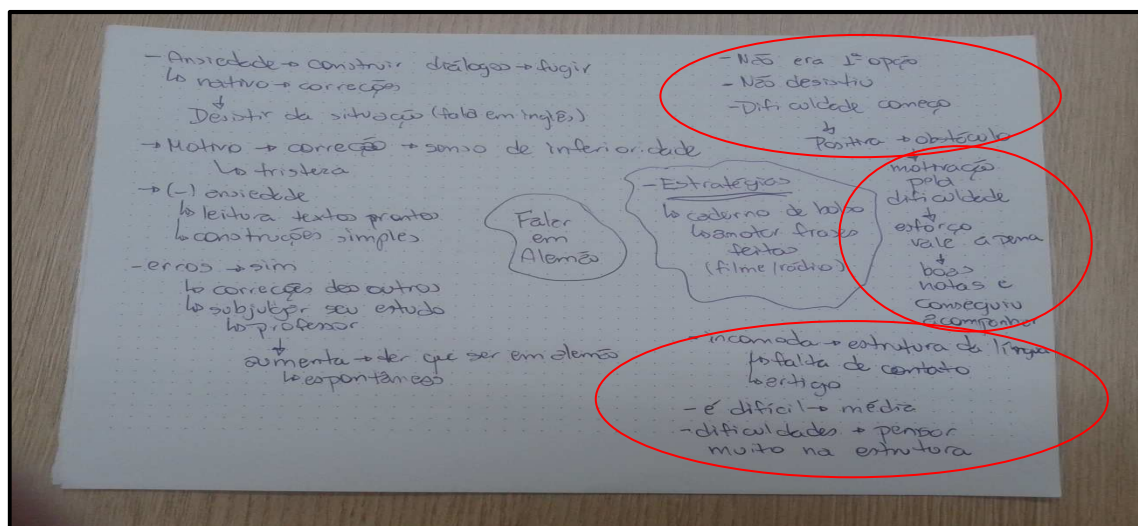 - Ansiedade → construir diálogos → fugir
↳ nativo → correções
↓
Desistir da situação (fala em inglês)
→ Motivo → correção → senso de inferioridade
↳ tristeza
→ (-) ansiedade
↳ leitura textos prontos
↳ construções simples
- erros → sim
↳ correções dos outros
↳ subjulgar seu estudo
↳ professor
↓
aumenta → ter que ser em alemão
↳ espontâneos
Falar
em
Alemão
- Estratégias
↳ caderno de bolso
↳ anotar frases
feitas
(filme/rádio)
- Não era 1ª opção
- Não desistiu
- Dificuldade começo
↓
Positiva → obstáculo
↓
motivação
pela
dificuldade
↓
esforço
vale a pena
↓
boas
notas e
conseguiu
acompanhar
- incomoda → estrutura da língua
↳ falta de contato
↳ artigo
- é difícil → média
- dificuldades → pensar
muito na estrutura